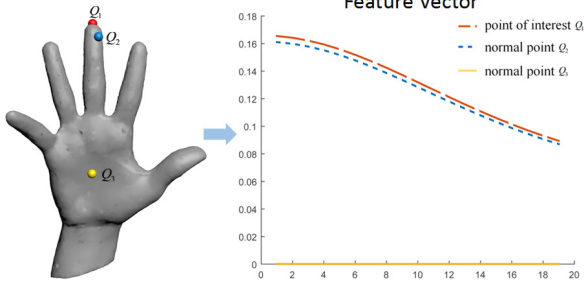 Feature Vector
Q₁
Q₂
Q₃
point of interest Q₁
normal point Q₂
normal point Q₃
0.18
0.16
0.14
0.12
0.1
0.08
0.06
0.04
0.02
0
0 2 4 6 8 10 12 14 16 18 20